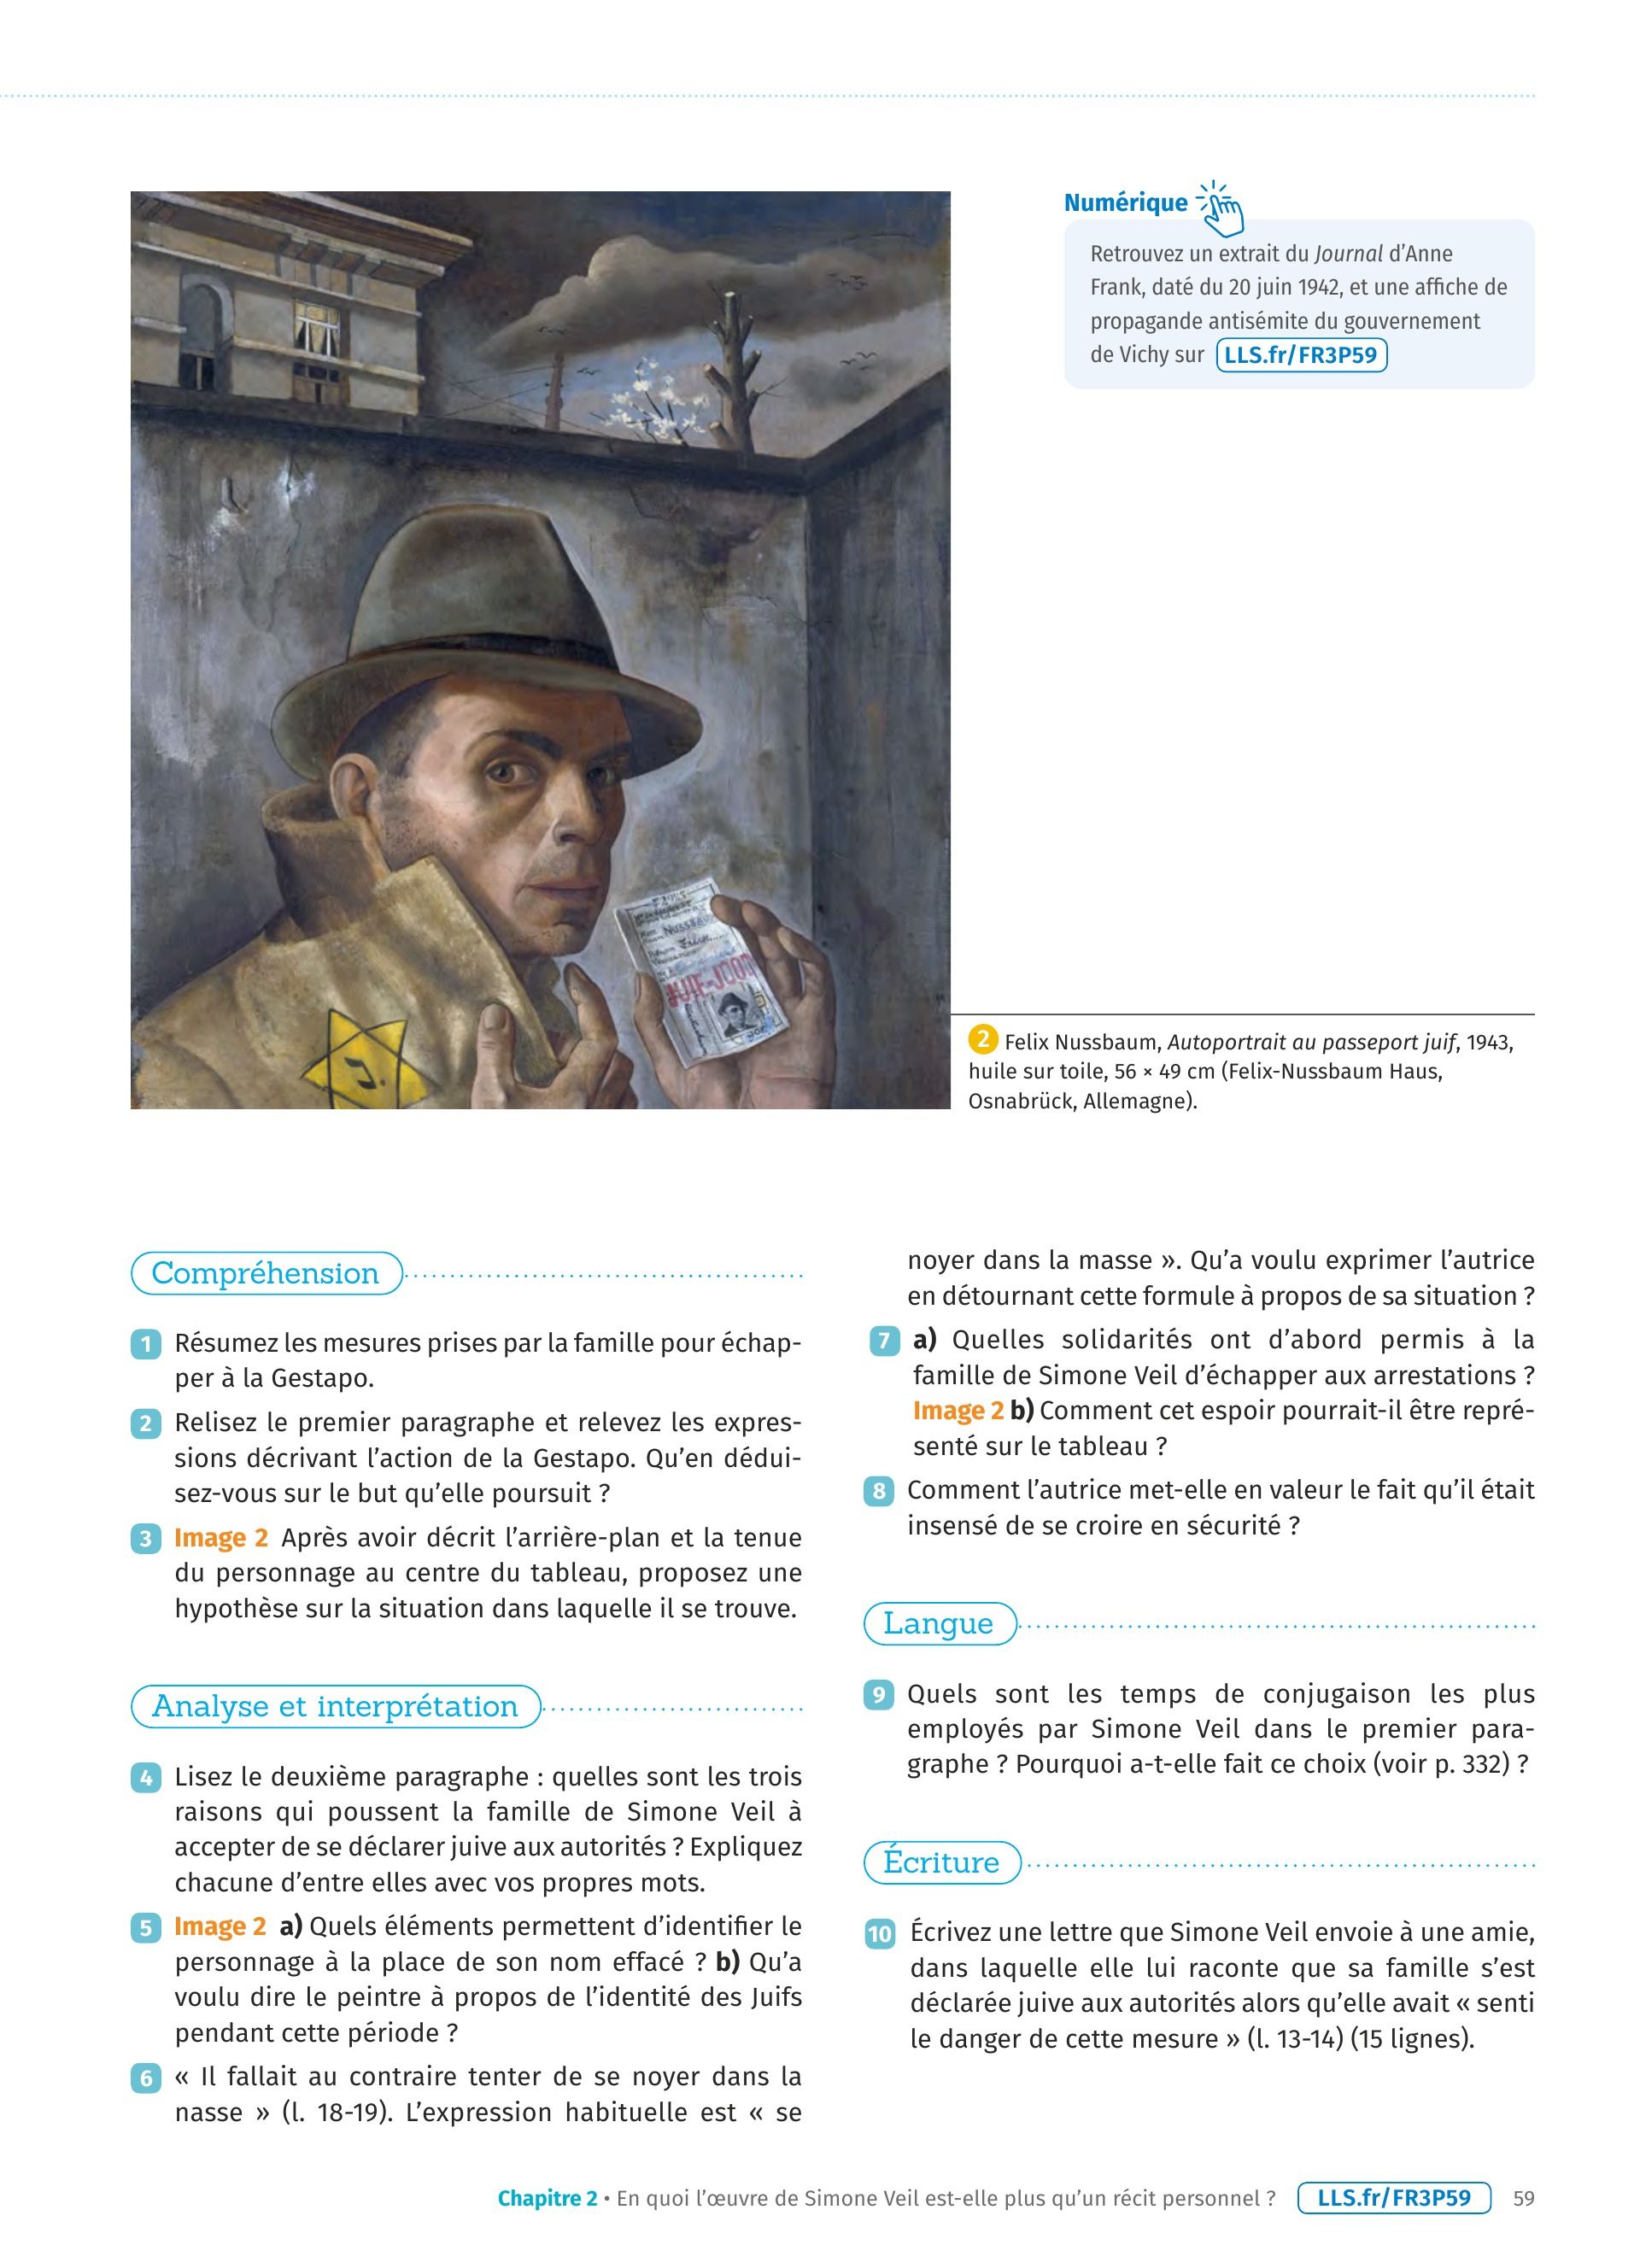 Numérique
Retrouvez un extrait du Journal d'Anne
Frank, daté du 20 juin 1942, et une affiche de
propagande antisémite du gouvernement
de Vichy sur LLS.fr/FR3P59
JUIF-JOOD
2 Felix Nussbaum, Autoportrait au passeport juif, 1943,
huile sur toile, 56 × 49 cm (Felix-Nussbaum Haus,
Osnabrück, Allemagne).
Compréhension
1 Résumez les mesures prises par la famille pour échap-
per à la Gestapo.
2 Relisez le premier paragraphe et relevez les expres-
sions décrivant l'action de la Gestapo. Qu'en dédui-
sez-vous sur le but qu'elle poursuit ?
3 Image 2 Après avoir décrit l'arrière-plan et la tenue
du personnage au centre du tableau, proposez une
hypothèse sur la situation dans laquelle il se trouve.
Analyse et interprétation
4 Lisez le deuxième paragraphe : quelles sont les trois
raisons qui poussent la famille de Simone Veil à
accepter de se déclarer juive aux autorités ? Expliquez
chacune d'entre elles avec vos propres mots.
5 Image 2 a) Quels éléments permettent d'identifier le
personnage à la place de son nom effacé ? b) Qu'a
voulu dire le peintre à propos de l'identité des Juifs
pendant cette période ?
6 « Il fallait au contraire tenter de se noyer dans la
nasse » (l. 18-19). L'expression habituelle est « se
noyer dans la masse ». Qu'a voulu exprimer l'autrice
en détournant cette formule à propos de sa situation ?
7 a) Quelles solidarités ont d'abord permis à la
famille de Simone Veil d'échapper aux arrestations ?
Image 2 b) Comment cet espoir pourrait-il être repré-
senté sur le tableau ?
8 Comment l'autrice met-elle en valeur le fait qu'il était
insensé de se croire en sécurité ?
Langue
9 Quels sont les temps de conjugaison les plus
employés par Simone Veil dans le premier para-
graphe ? Pourquoi a-t-elle fait ce choix (voir p. 332) ?
Écriture
10 Écrivez une lettre que Simone Veil envoie à une amie,
dans laquelle elle lui raconte que sa famille s'est
déclarée juive aux autorités alors qu'elle avait « senti
le danger de cette mesure » (l. 13-14) (15 lignes).
Chapitre 2 • En quoi l'œuvre de Simone Veil est-elle plus qu'un récit personnel ? LLS.fr/FR3P59 59